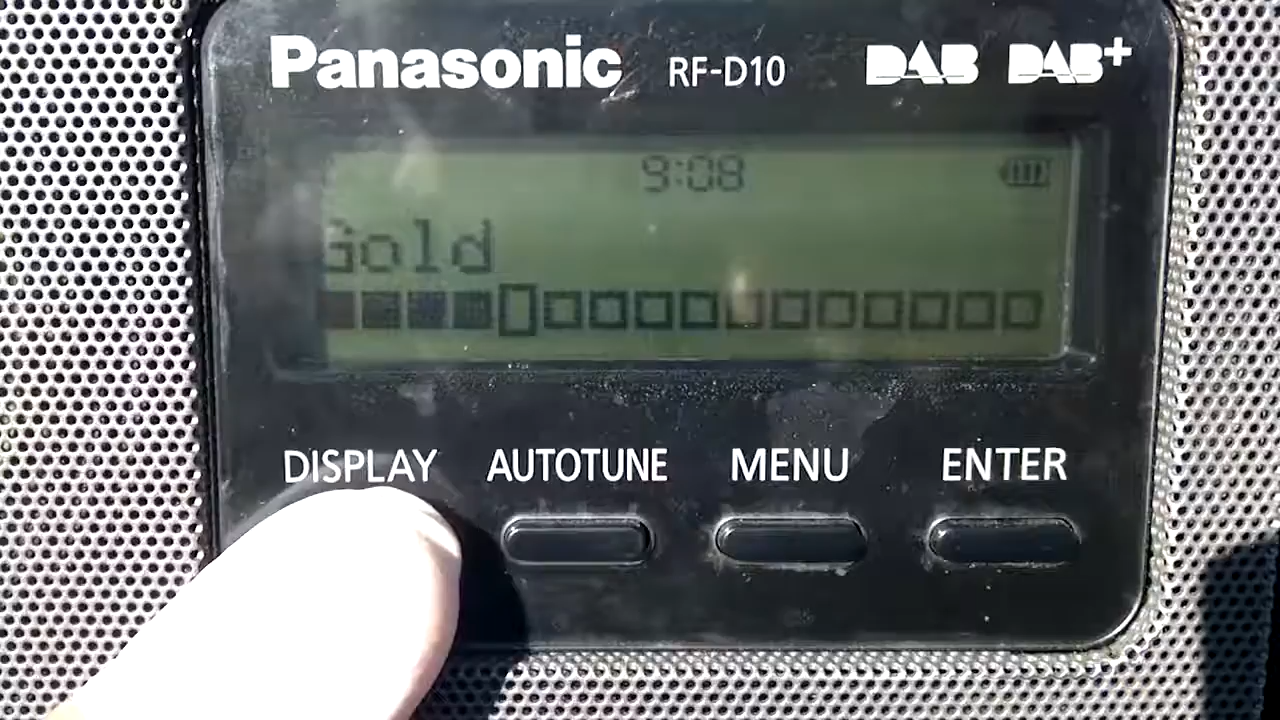 Panasonic RF-D10 DAB DAB+
9:08
Gold
DISPLAY AUTOTUNE MENU ENTER